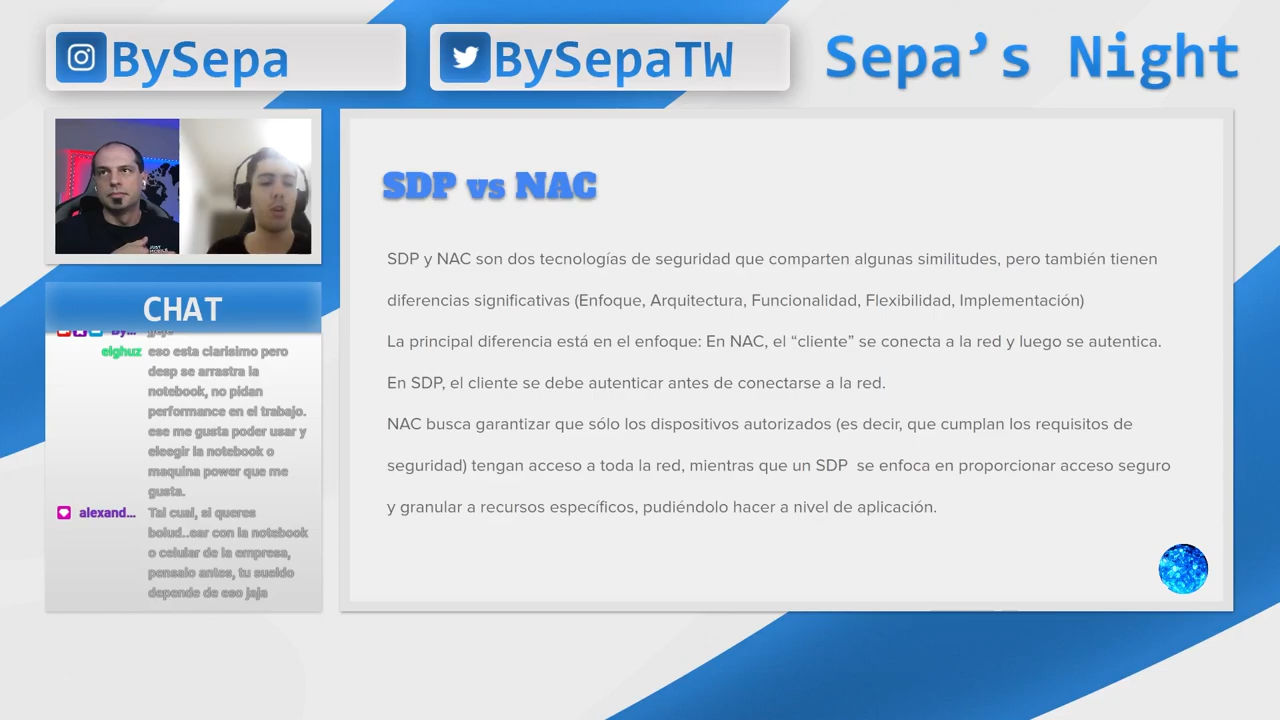 BySepa
BySepaTW
Sepa’s Night
CHAT
By...
elghuz eso esta clarisimo pero
desp se arrastra la
notebook, no pidan
performance en el trabajo.
ese me gusta poder usar y
eleegir la notebook o
maquina power que me
gusta.
alexand... Tal cual, si queres
bolud..ear con la notebook
o celular de la empresa,
pensalo antes, tu sueldo
depende de eso jaja
SDP vs NAC
SDP y NAC son dos tecnologías de seguridad que comparten algunas similitudes, pero también tienen
diferencias significativas (Enfoque, Arquitectura, Funcionalidad, Flexibilidad, Implementación)
La principal diferencia está en el enfoque: En NAC, el “cliente” se conecta a la red y luego se autentica.
En SDP, el cliente se debe autenticar antes de conectarse a la red.
NAC busca garantizar que sólo los dispositivos autorizados (es decir, que cumplan los requisitos de
seguridad) tengan acceso a toda la red, mientras que un SDP se enfoca en proporcionar acceso seguro
y granular a recursos específicos, pudiéndolo hacer a nivel de aplicación.